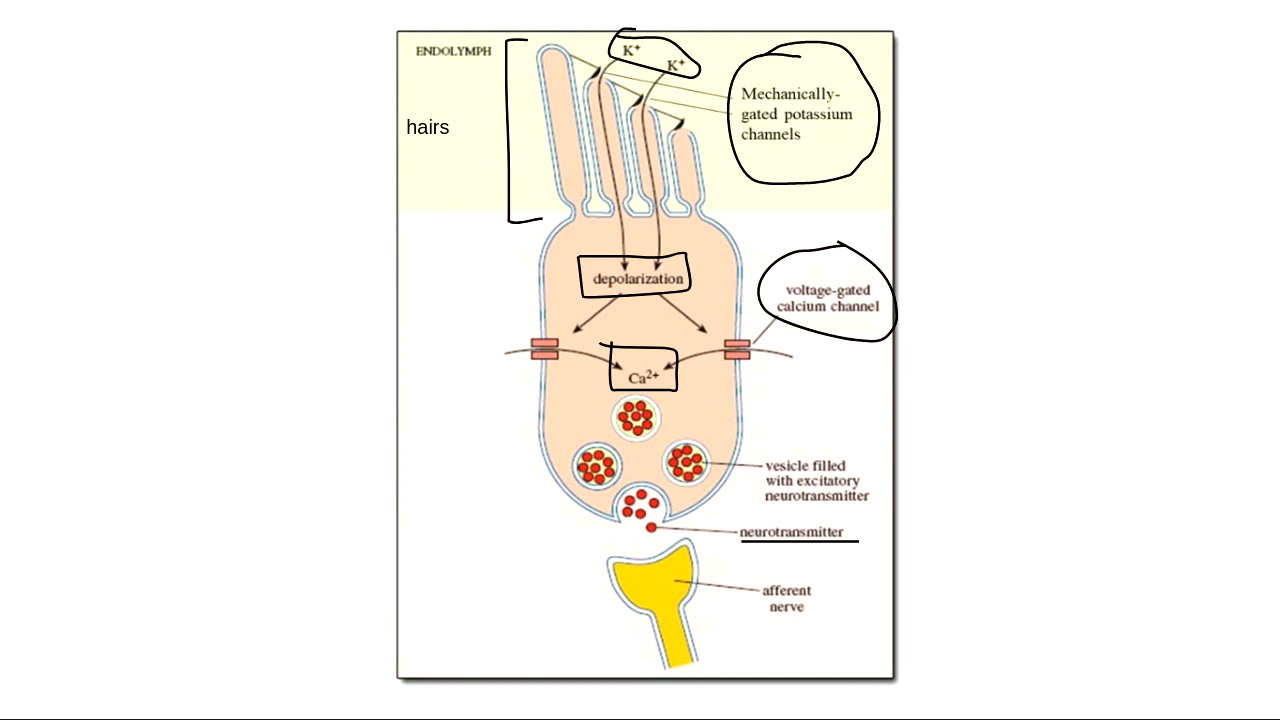 ENDOLYMPH
K⁺
K⁺
Mechanically-
gated potassium
channels
hairs
depolarization
voltage-gated
calcium channel
Ca²⁺
vesicle filled
with excitatory
neurotransmitter
neurotransmitter
afferent
nerve